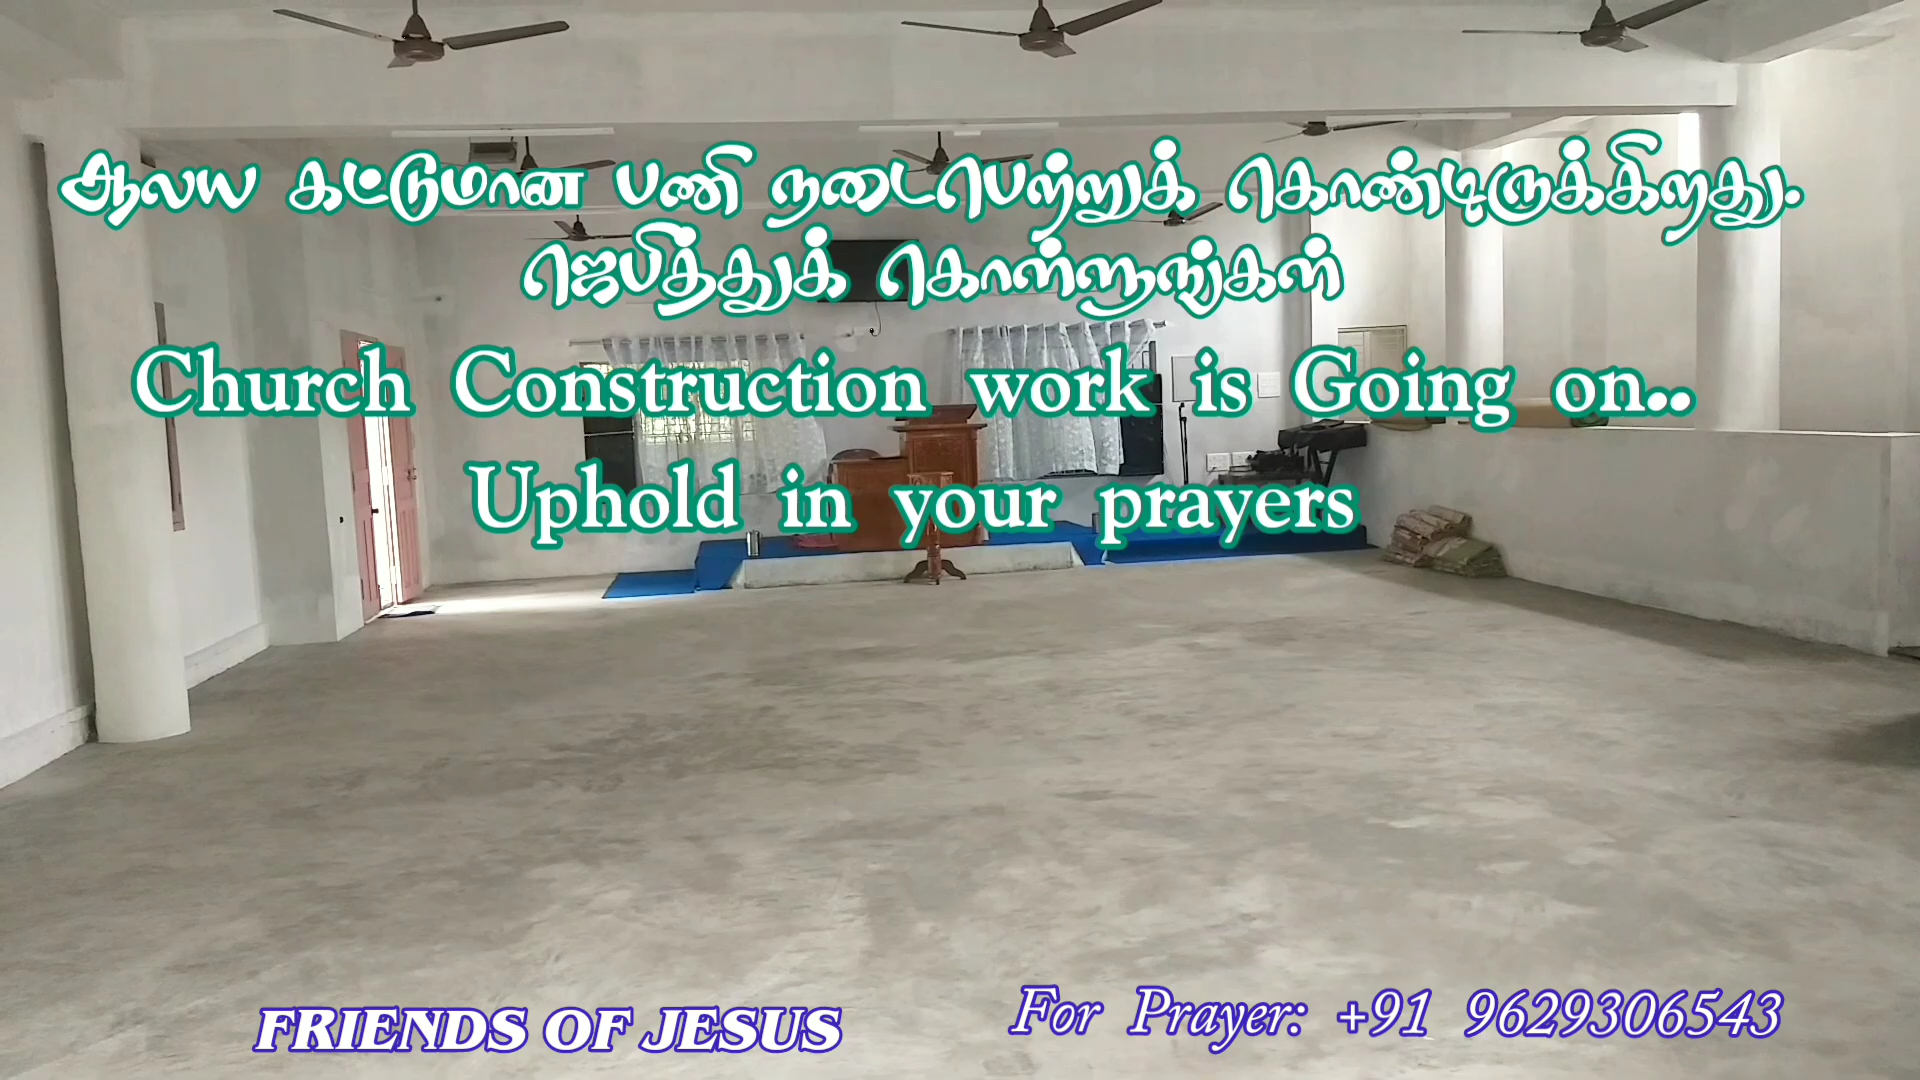 ஆலய கட்டுமான பணி நடைபெற்றுக் கொண்டிருக்கிறது.
ஜெபித்துக் கொள்ளுங்கள்
Church Construction work is Going on..
Uphold in your prayers
FRIENDS OF JESUS
For Prayer: +91 9629306543